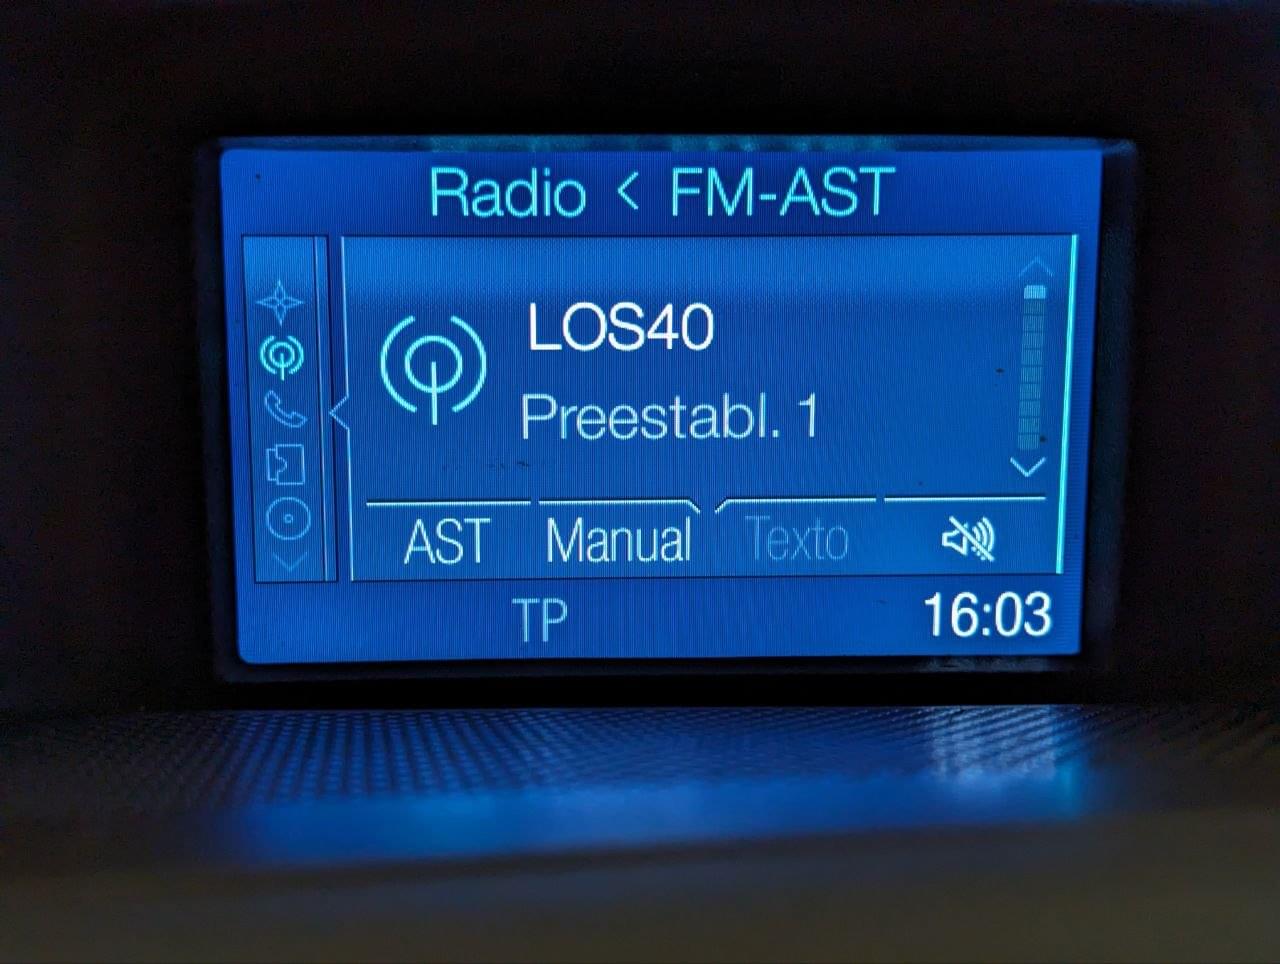 Radio < FM-AST
LOS40
Preestabl. 1
AST Manual Texto
TP 16:03